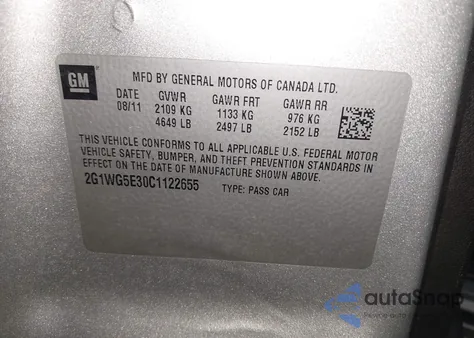 GM
MFD BY GENERAL MOTORS OF CANADA LTD.
DATE GVWR GAWR FRT GAWR RR
08/11 2109 KG 1133 KG 976 KG
4649 LB 2497 LB 2152 LB
THIS VEHICLE CONFORMS TO ALL APPLICABLE U.S. FEDERAL MOTOR
VEHICLE SAFETY, BUMPER, AND THEFT PREVENTION STANDARDS IN
EFFECT ON THE DATE OF MANUFACTURE SHOWN ABOVE.
2G1WG5E30C1122655 TYPE: PASS CAR
autoSnap